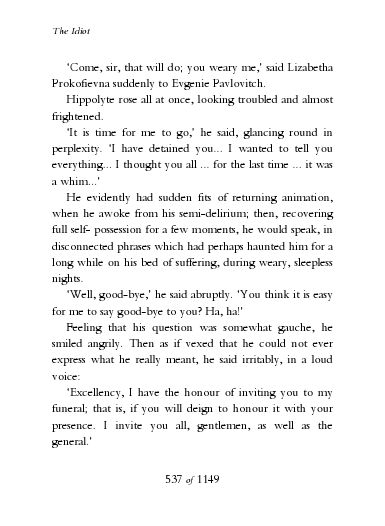 The Idiot
'Come, sir, that will do; you weary me,' said Lizabetha
Prokofievna suddenly to Evgenie Pavlovitch.
Hippolyte rose all at once, looking troubled and almost
frightened.
'It is time for me to go,' he said, glancing round in
perplexity. 'I have detained you... I wanted to tell you
everything... I thought you all ... for the last time ... it was
a whim...'
He evidently had sudden fits of returning animation,
when he awoke from his semi-delirium; then, recovering
full self- possession for a few moments, he would speak, in
disconnected phrases which had perhaps haunted him for a
long while on his bed of suffering, during weary, sleepless
nights.
'Well, good-bye,' he said abruptly. 'You think it is easy
for me to say good-bye to you? Ha, ha!'
Feeling that his question was somewhat gauche, he
smiled angrily. Then as if vexed that he could not ever
express what he really meant, he said irritably, in a loud
voice:
'Excellency, I have the honour of inviting you to my
funeral; that is, if you will deign to honour it with your
presence. I invite you all, gentlemen, as well as the
general.'
537 of 1149